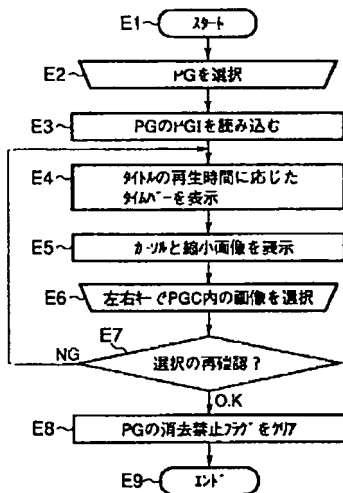 E1
スタート
E2
PGを選択
E3
PGのPGIを読み込む
E4
タイトルの再生時間に応じた
タイムバーを表示
E5
カーソルと縮小画像を表示
E6
左右キーでPGC内の画像を選択
E7
選択の再確認？
NG
O.K
E8
PGの消去禁止フラグをクリア
E9
エンド